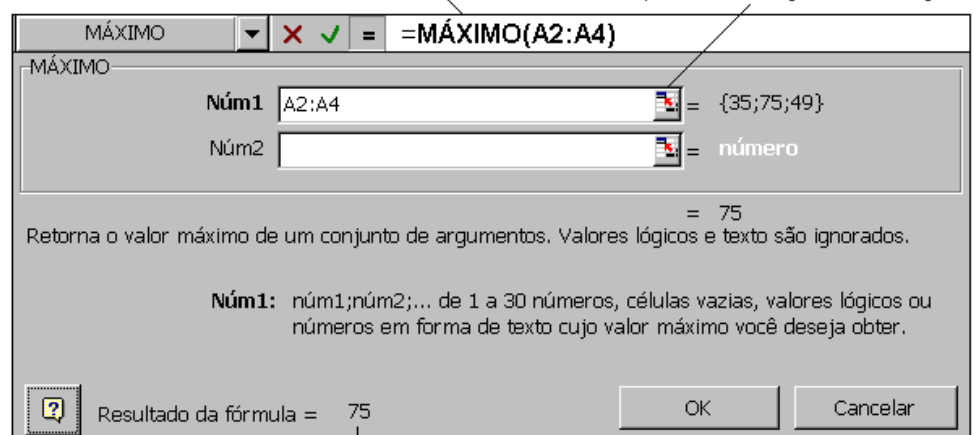 MÁXIMO = =MÁXIMO(A2:A4)
MÁXIMO
Núm1 A2:A4 = {35;75;49}
Núm2 = número
= 75
Retorna o valor máximo de um conjunto de argumentos. Valores lógicos e texto são ignorados.
Núm1: núm1;núm2;... de 1 a 30 números, células vazias, valores lógicos ou
números em forma de texto cujo valor máximo você deseja obter.
? Resultado da fórmula = 75 OK Cancelar